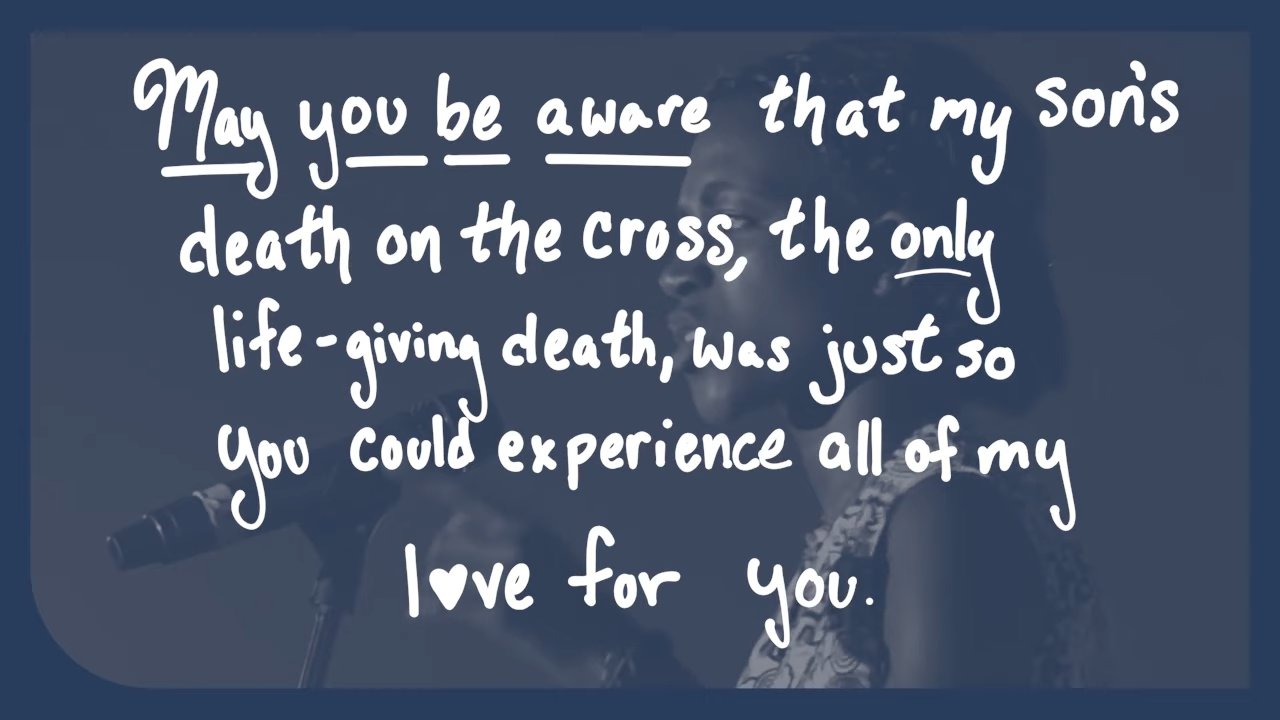 May you be aware that my son's
death on the cross, the only
life-giving death, was just so
you could experience all of my
l♥ve for you.